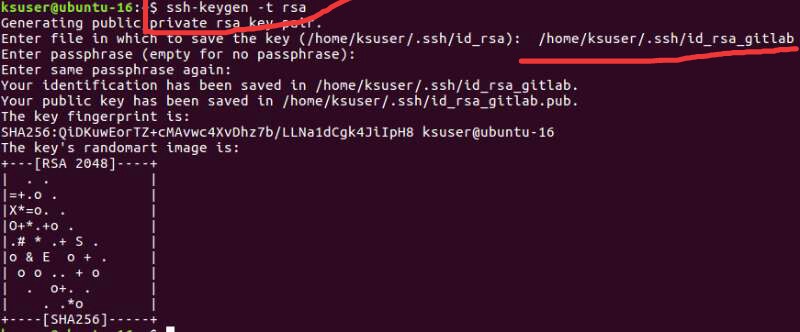 ksuser@ubuntu-16:~$ ssh-keygen -t rsa
Generating public/private rsa key pair.
Enter file in which to save the key (/home/ksuser/.ssh/id_rsa):  /home/ksuser/.ssh/id_rsa_gitlab
Enter passphrase (empty for no passphrase):
Enter same passphrase again:
Your identification has been saved in /home/ksuser/.ssh/id_rsa_gitlab.
Your public key has been saved in /home/ksuser/.ssh/id_rsa_gitlab.pub.
The key fingerprint is:
SHA256:QiDKuwEorTZ+cMAvwc4XvDhz7b/LLNa1dCgk4JiIpH8 ksuser@ubuntu-16
The key's randomart image is:
+---[RSA 2048]----+
|  . .            |
|=+.o .           |
|X*=o. .          |
|O+*.+o .         |
|.# * .+ S .      |
|o & E  o + .     |
| o o .. + o      |
|  .  o+. .       |
|    . .*o        |
+----[SHA256]-----+